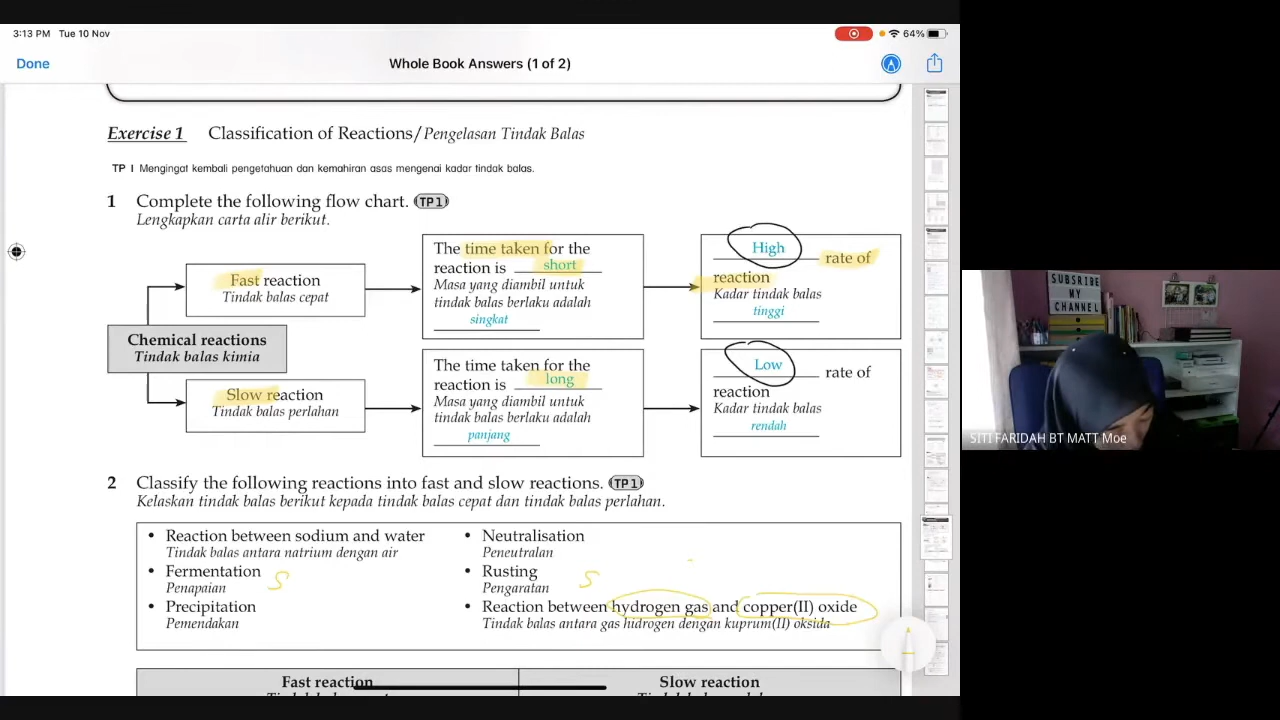 3:13 PM Tue 10 Nov
64%
Done
Whole Book Answers (1 of 2)
Exercise 1 Classification of Reactions/Pengelasan Tindak Balas
TP 1 Mengingat kembali pengetahuan dan kemahiran asas mengenai kadar tindak balas.
1 Complete the following flow chart. TP1
Lengkapkan carta alir berikut.
Chemical reactions
Tindak balas kimia
Fast reaction
Tindak balas cepat
The time taken for the
reaction is short
Masa yang diambil untuk
tindak balas berlaku adalah
singkat
High rate of
reaction
Kadar tindak balas
tinggi
Slow reaction
Tindak balas perlahan
The time taken for the
reaction is long
Masa yang diambil untuk
tindak balas berlaku adalah
panjang
Low rate of
reaction
Kadar tindak balas
rendah
2 Classify the following reactions into fast and slow reactions. TP1
Kelaskan tindak balas berikut kepada tindak balas cepat dan tindak balas perlahan.
• Reaction between sodium and water
Tindak balas antara natrium dengan air
• Fermentation S
Penapaian
• Precipitation
Pemendakan
• Neutralisation
Peneutralan
• Rusting S
Pengaratan
• Reaction between hydrogen gas and copper(II) oxide
Tindak balas antara gas hidrogen dengan kuprum(II) oksida
Fast reaction
Slow reaction
SUBSRIBE
MY
CHANNEL
SITI FARIDAH BT MATT Moe